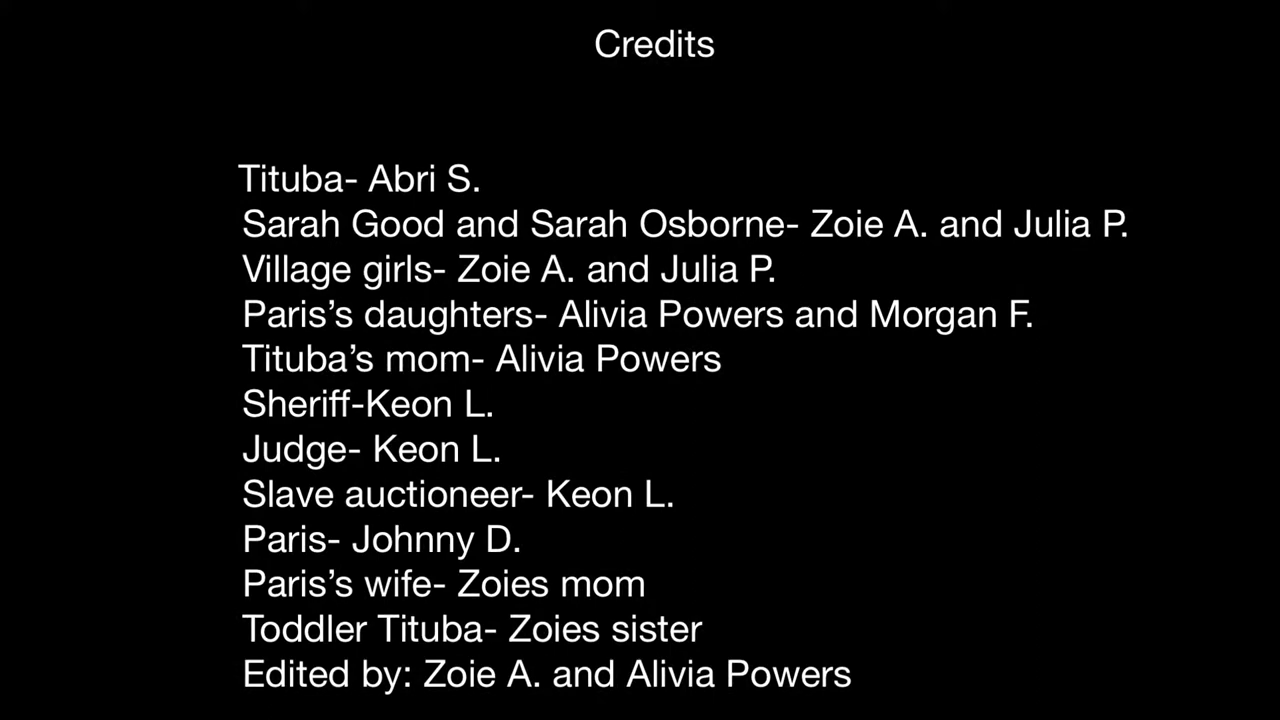 Credits
Tituba- Abri S.
Sarah Good and Sarah Osborne- Zoie A. and Julia P.
Village girls- Zoie A. and Julia P.
Paris’s daughters- Alivia Powers and Morgan F.
Tituba’s mom- Alivia Powers
Sheriff-Keon L.
Judge- Keon L.
Slave auctioneer- Keon L.
Paris- Johnny D.
Paris’s wife- Zoies mom
Toddler Tituba- Zoies sister
Edited by: Zoie A. and Alivia Powers